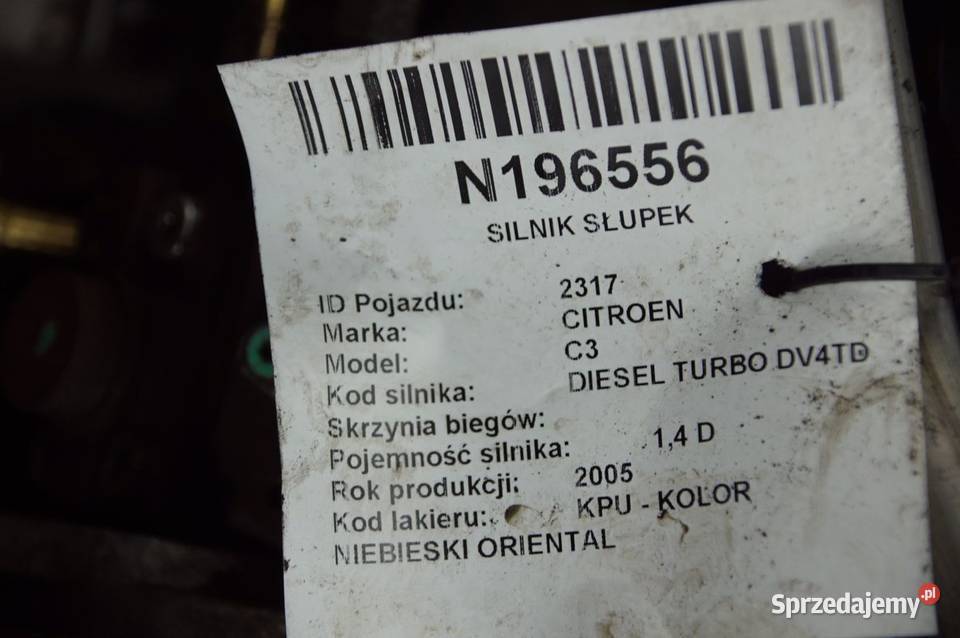 N196556
SILNIK SŁUPEK
ID Pojazdu: 2317
Marka: CITROEN
Model: C3
Kod silnika: DIESEL TURBO DV4TD
Skrzynia biegów:
Pojemność silnika: 1,4 D
Rok produkcji: 2005
Kod lakieru: KPU - KOLOR
NIEBIESKI ORIENTAL
Sprzedajemy.pl